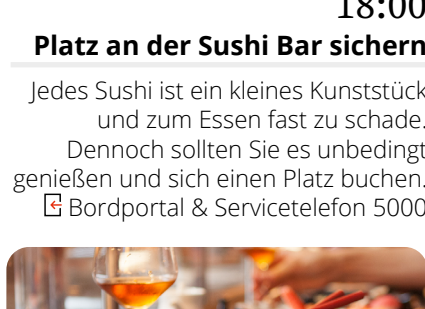 18:00
Platz an der Sushi Bar sichern
Jedes Sushi ist ein kleines Kunststück
und zum Essen fast zu schade.
Dennoch sollten Sie es unbedingt
genießen und sich einen Platz buchen.
Bordportal & Servicetelefon 5000